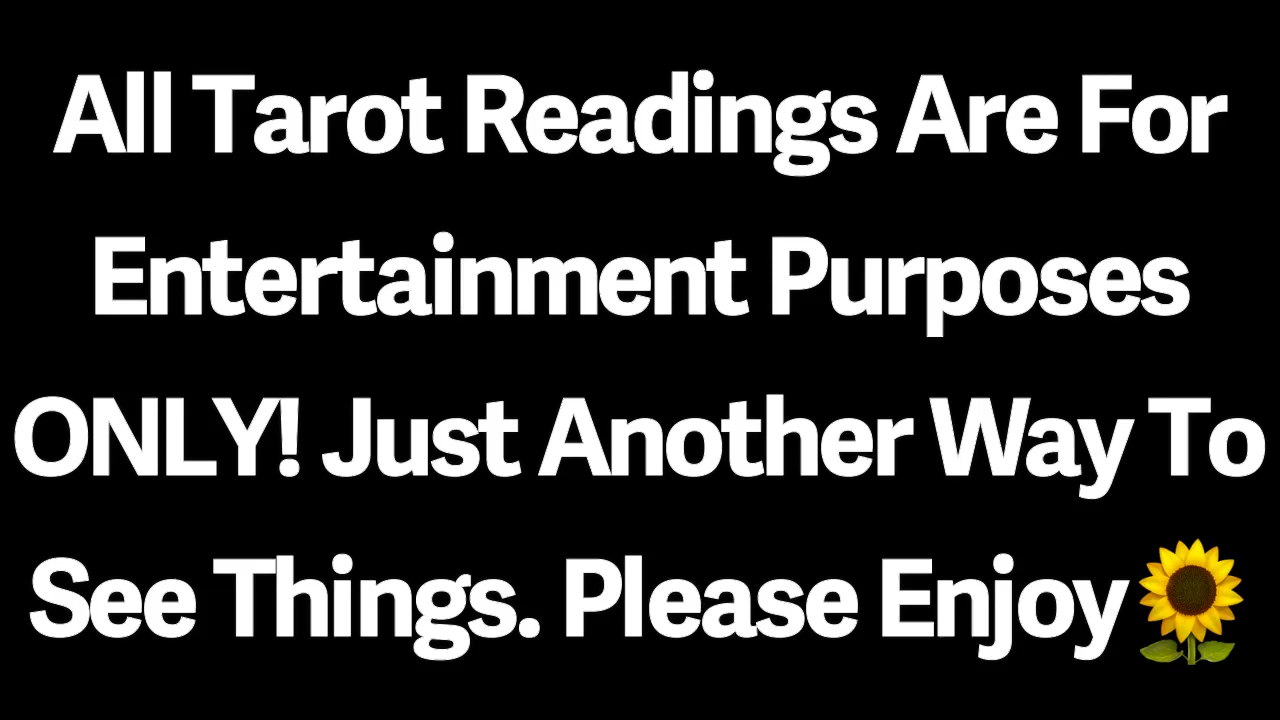 All Tarot Readings Are For
Entertainment Purposes
ONLY! Just Another Way To
See Things. Please Enjoy🌻